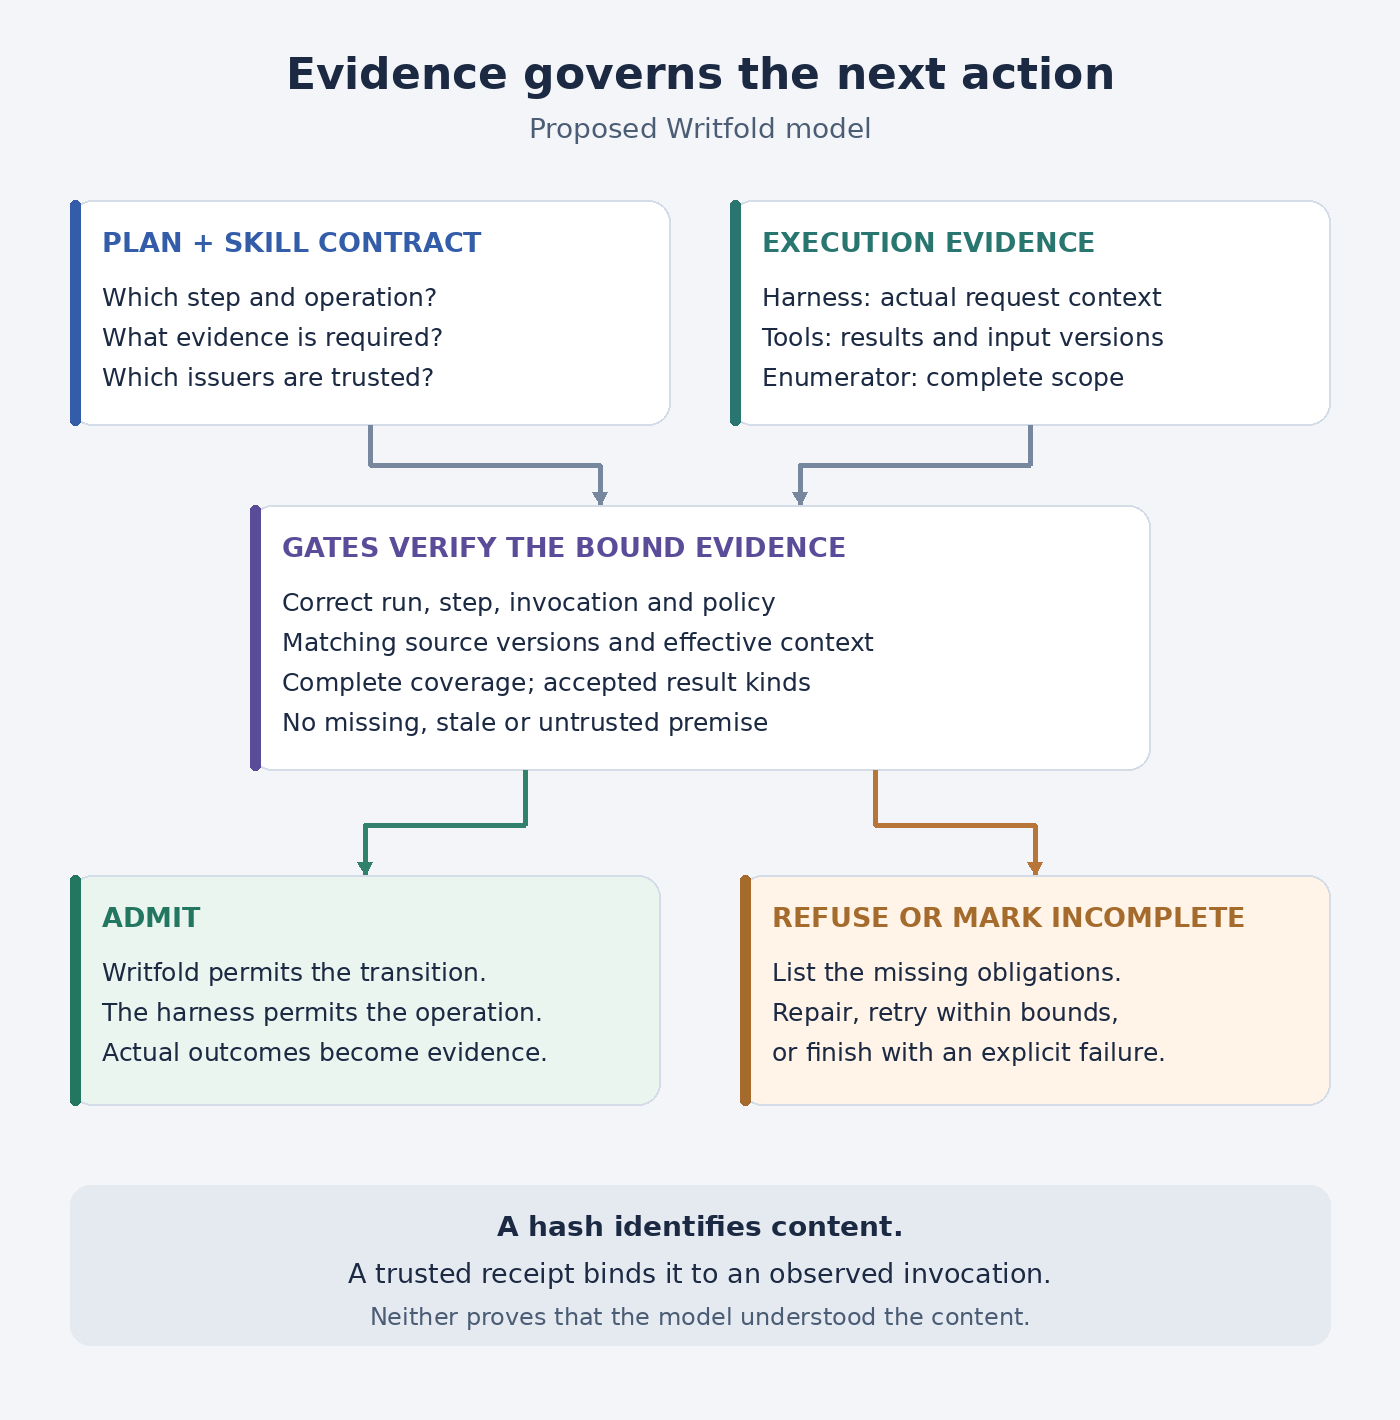 Evidence governs the next action
Proposed Writfold model
PLAN + SKILL CONTRACT
Which step and operation?
What evidence is required?
Which issuers are trusted?
EXECUTION EVIDENCE
Harness: actual request context
Tools: results and input versions
Enumerator: complete scope
GATES VERIFY THE BOUND EVIDENCE
Correct run, step, invocation and policy
Matching source versions and effective context
Complete coverage; accepted result kinds
No missing, stale or untrusted premise
ADMIT
Writfold permits the transition.
The harness permits the operation.
Actual outcomes become evidence.
REFUSE OR MARK INCOMPLETE
List the missing obligations.
Repair, retry within bounds,
or finish with an explicit failure.
A hash identifies content.
A trusted receipt binds it to an observed invocation.
Neither proves that the model understood the content.